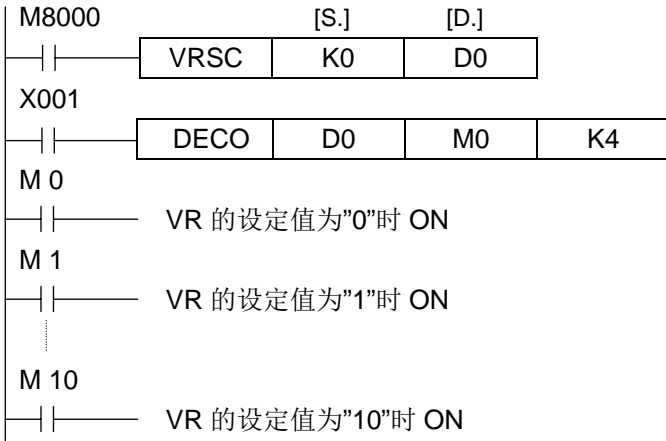 M8000 [S.] [D.]
VRSC K0 D0
X001
DECO D0 M0 K4
M 0
VR 的设定值为"0"时 ON
M 1
VR 的设定值为"1"时 ON
M 10
VR 的设定值为"10"时 ON